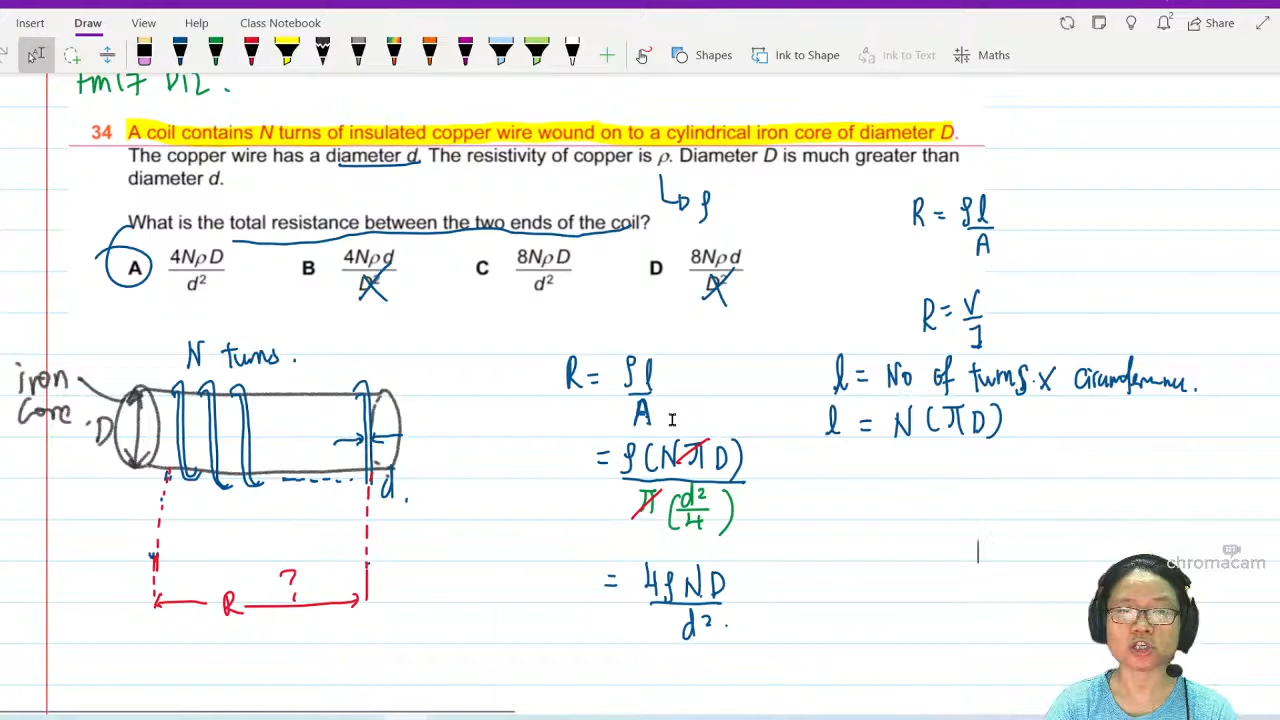 Insert Draw View Help Class Notebook Share
Shapes Ink to Shape Ink to Text Maths
34 A coil contains N turns of insulated copper wire wound on to a cylindrical iron core of diameter D.
The copper wire has a diameter d. The resistivity of copper is ρ. Diameter D is much greater than
diameter d.
ρ
What is the total resistance between the two ends of the coil?
A 4NρD/d² B 4Nρd/D² C 8NρD/d² D 8Nρd/D²
R = ρl/A
R = V/I
N turns.
iron
core.
D
d.
R ?
R = ρl/A
= ρ(NπD)/π(d²/4)
= 4ρND/d².
l = No of turns × circumference.
l = N(πD)
chromacam